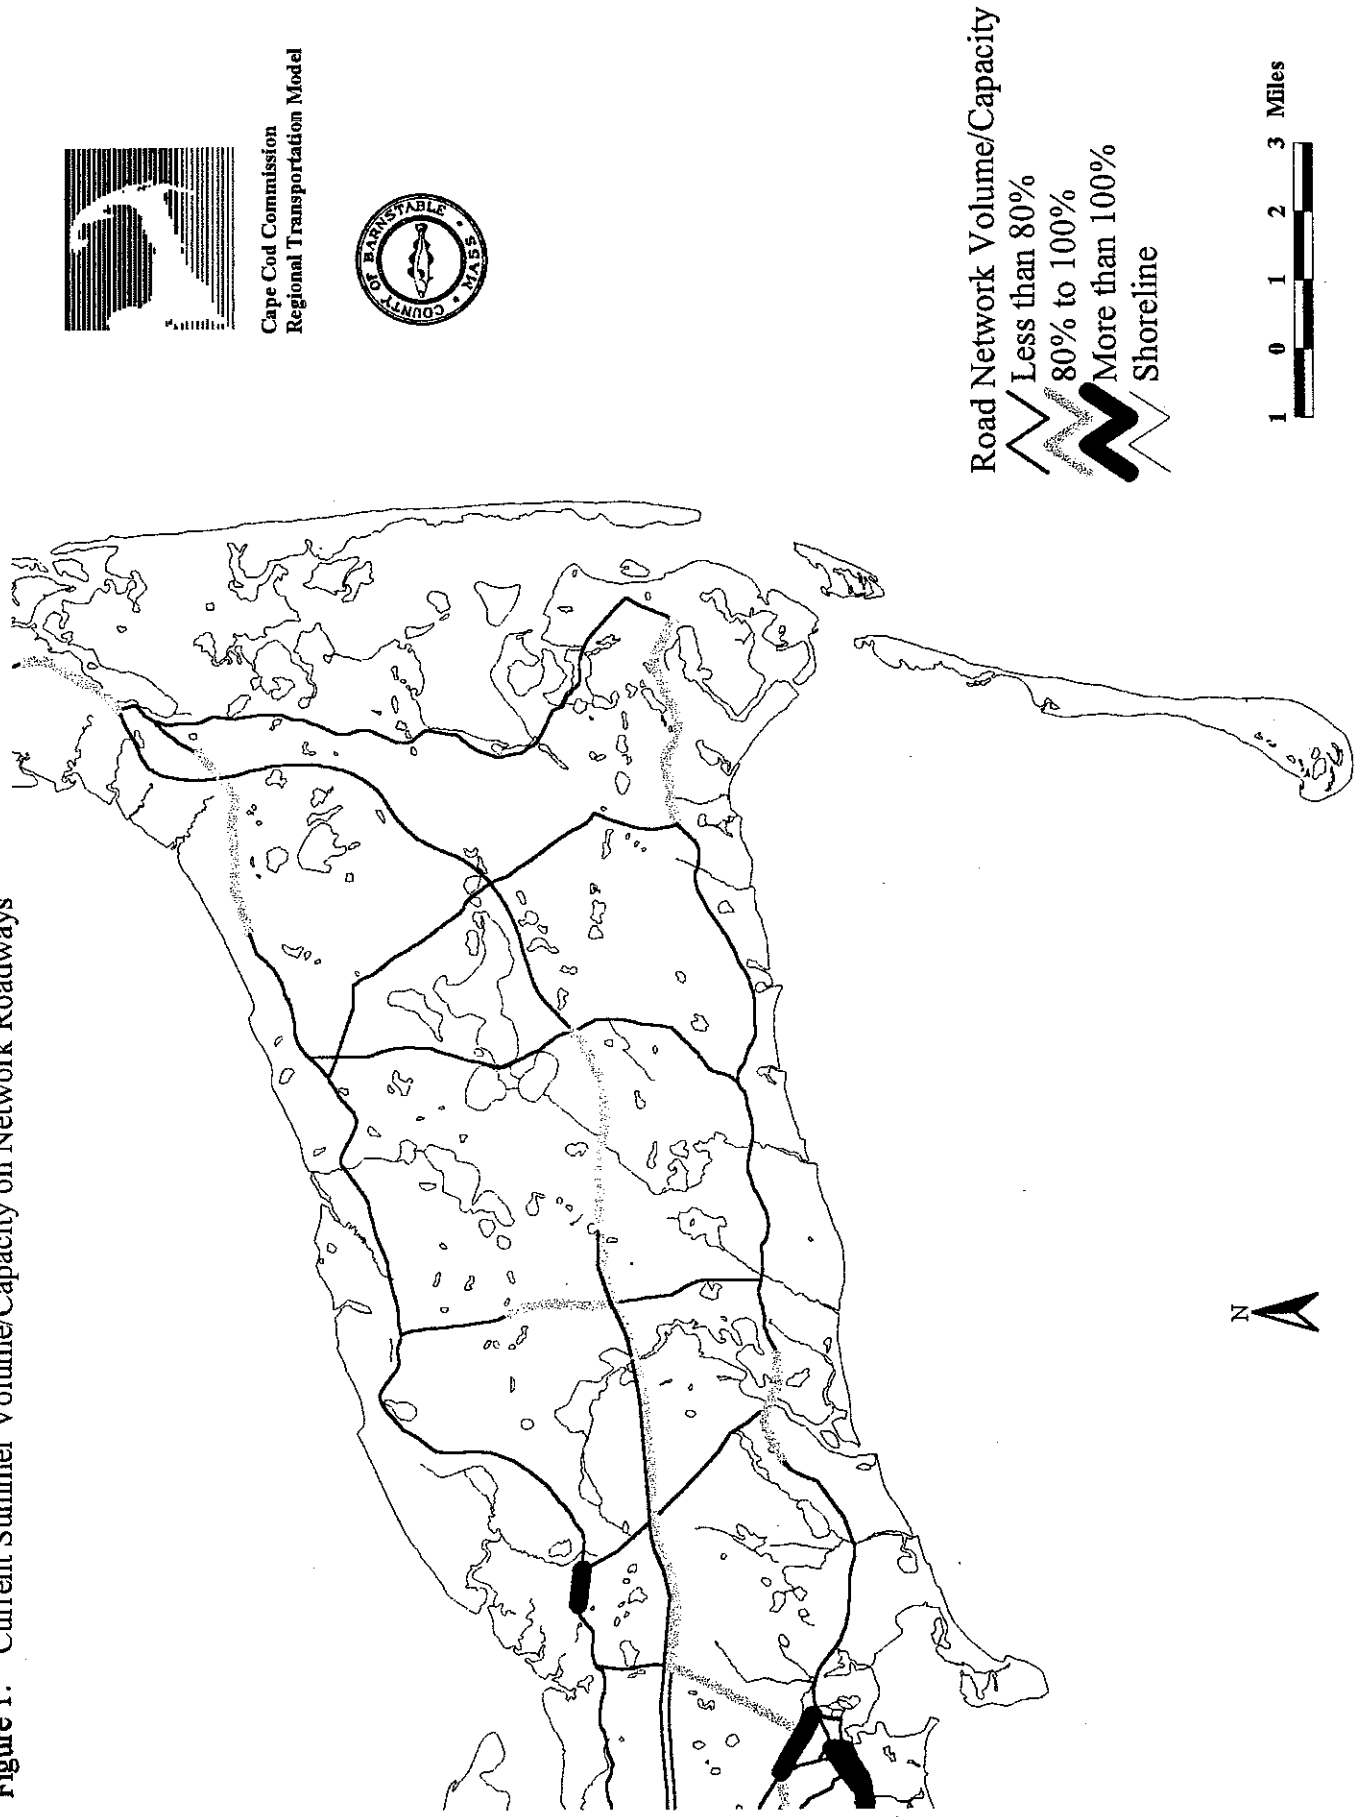 Figure 1. Current Summer Volume/Capacity on Network Roadways
Cape Cod Commission
Regional Transportation Model
COUNTY OF BARNSTABLE
MASS
Road Network Volume/Capacity
Less than 80%
80% to 100%
More than 100%
Shoreline
1 0 1 2 3 Miles
N